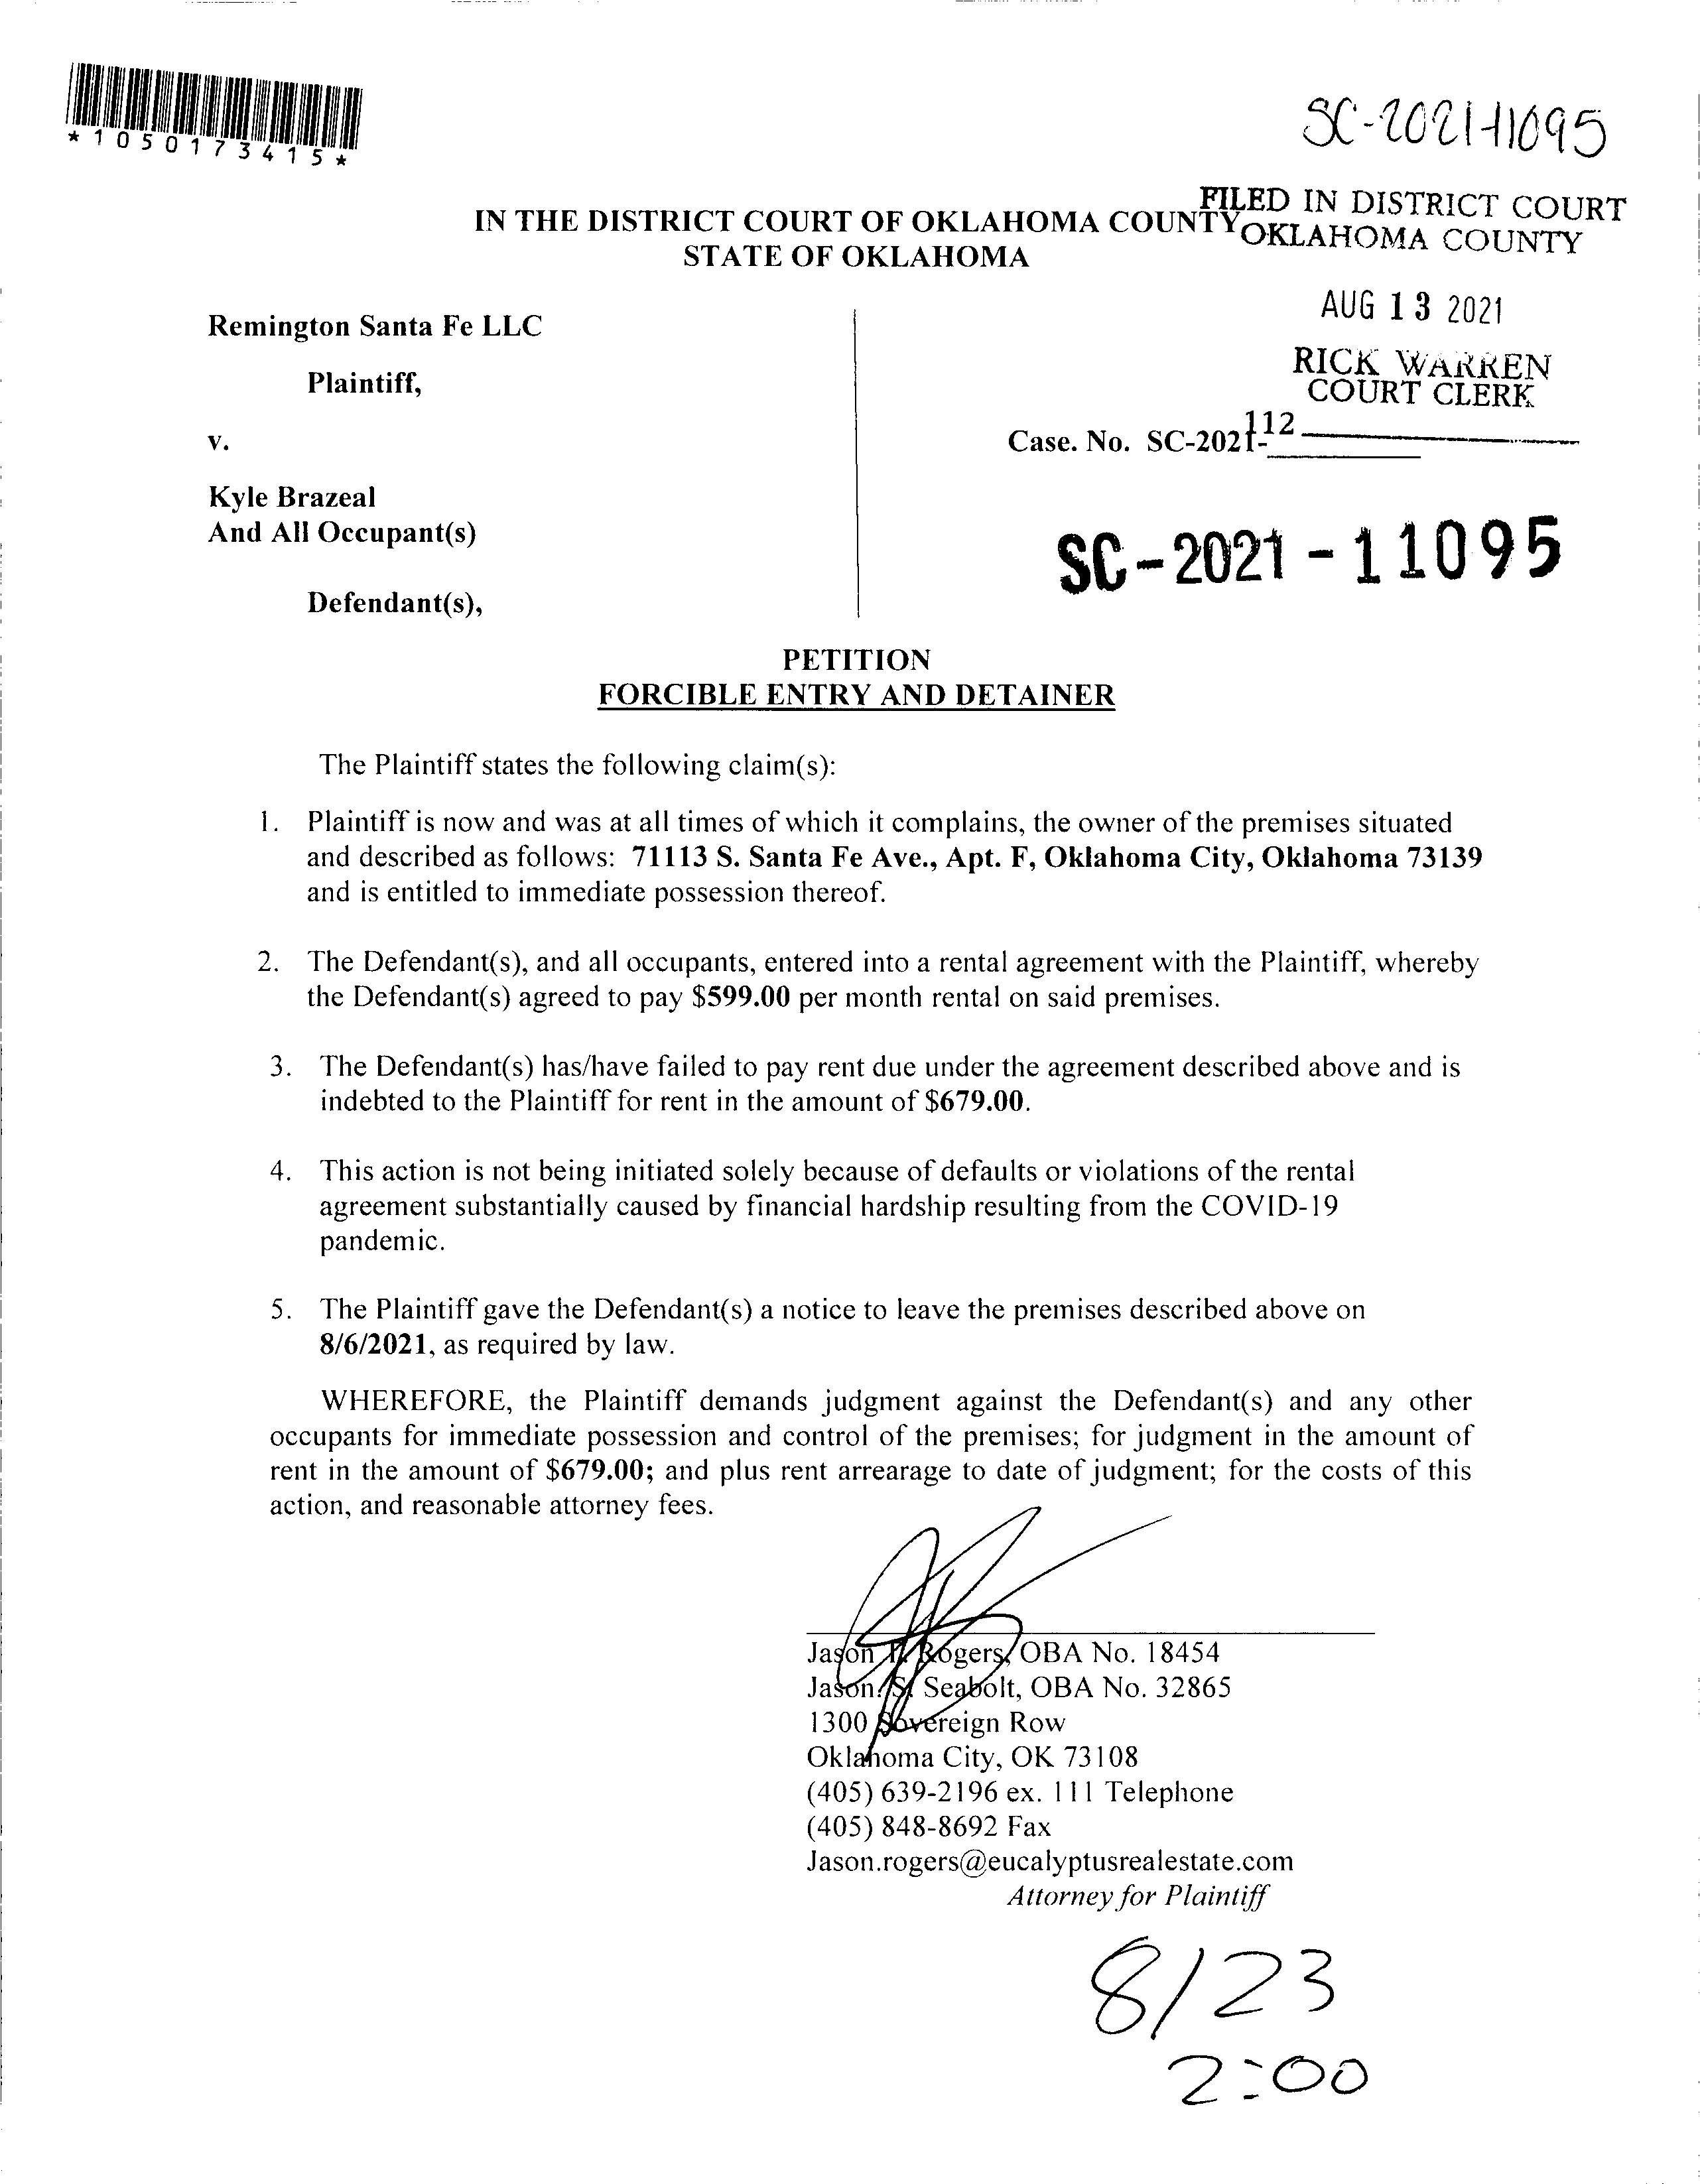 *1050173415*
SC-2021-11095
FILED IN DISTRICT COURT
OKLAHOMA COUNTY
IN THE DISTRICT COURT OF OKLAHOMA COUNTY
STATE OF OKLAHOMA
AUG 13 2021
RICK WARREN
COURT CLERK
112
Remington Santa Fe LLC
Plaintiff,
v.
Case. No. SC-2021-
Kyle Brazeal
And All Occupant(s)
SC-2021-11095
Defendant(s),
PETITION
FORCIBLE ENTRY AND DETAINER
The Plaintiff states the following claim(s):
1. Plaintiff is now and was at all times of which it complains, the owner of the premises situated
and described as follows: 71113 S. Santa Fe Ave., Apt. F, Oklahoma City, Oklahoma 73139
and is entitled to immediate possession thereof.
2. The Defendant(s), and all occupants, entered into a rental agreement with the Plaintiff, whereby
the Defendant(s) agreed to pay $599.00 per month rental on said premises.
3. The Defendant(s) has/have failed to pay rent due under the agreement described above and is
indebted to the Plaintiff for rent in the amount of $679.00.
4. This action is not being initiated solely because of defaults or violations of the rental
agreement substantially caused by financial hardship resulting from the COVID-19
pandemic.
5. The Plaintiff gave the Defendant(s) a notice to leave the premises described above on
8/6/2021, as required by law.
WHEREFORE, the Plaintiff demands judgment against the Defendant(s) and any other
occupants for immediate possession and control of the premises; for judgment in the amount of
rent in the amount of $679.00; and plus rent arrearage to date of judgment; for the costs of this
action, and reasonable attorney fees.
Jason Rogers, OBA No. 18454
Jason S. Seabolt, OBA No. 32865
1300 Sovereign Row
Oklahoma City, OK 73108
(405) 639-2196 ex. 111 Telephone
(405) 848-8692 Fax
Jason.rogers@eucalyptusrealestate.com
Attorney for Plaintiff
8/23
2:00